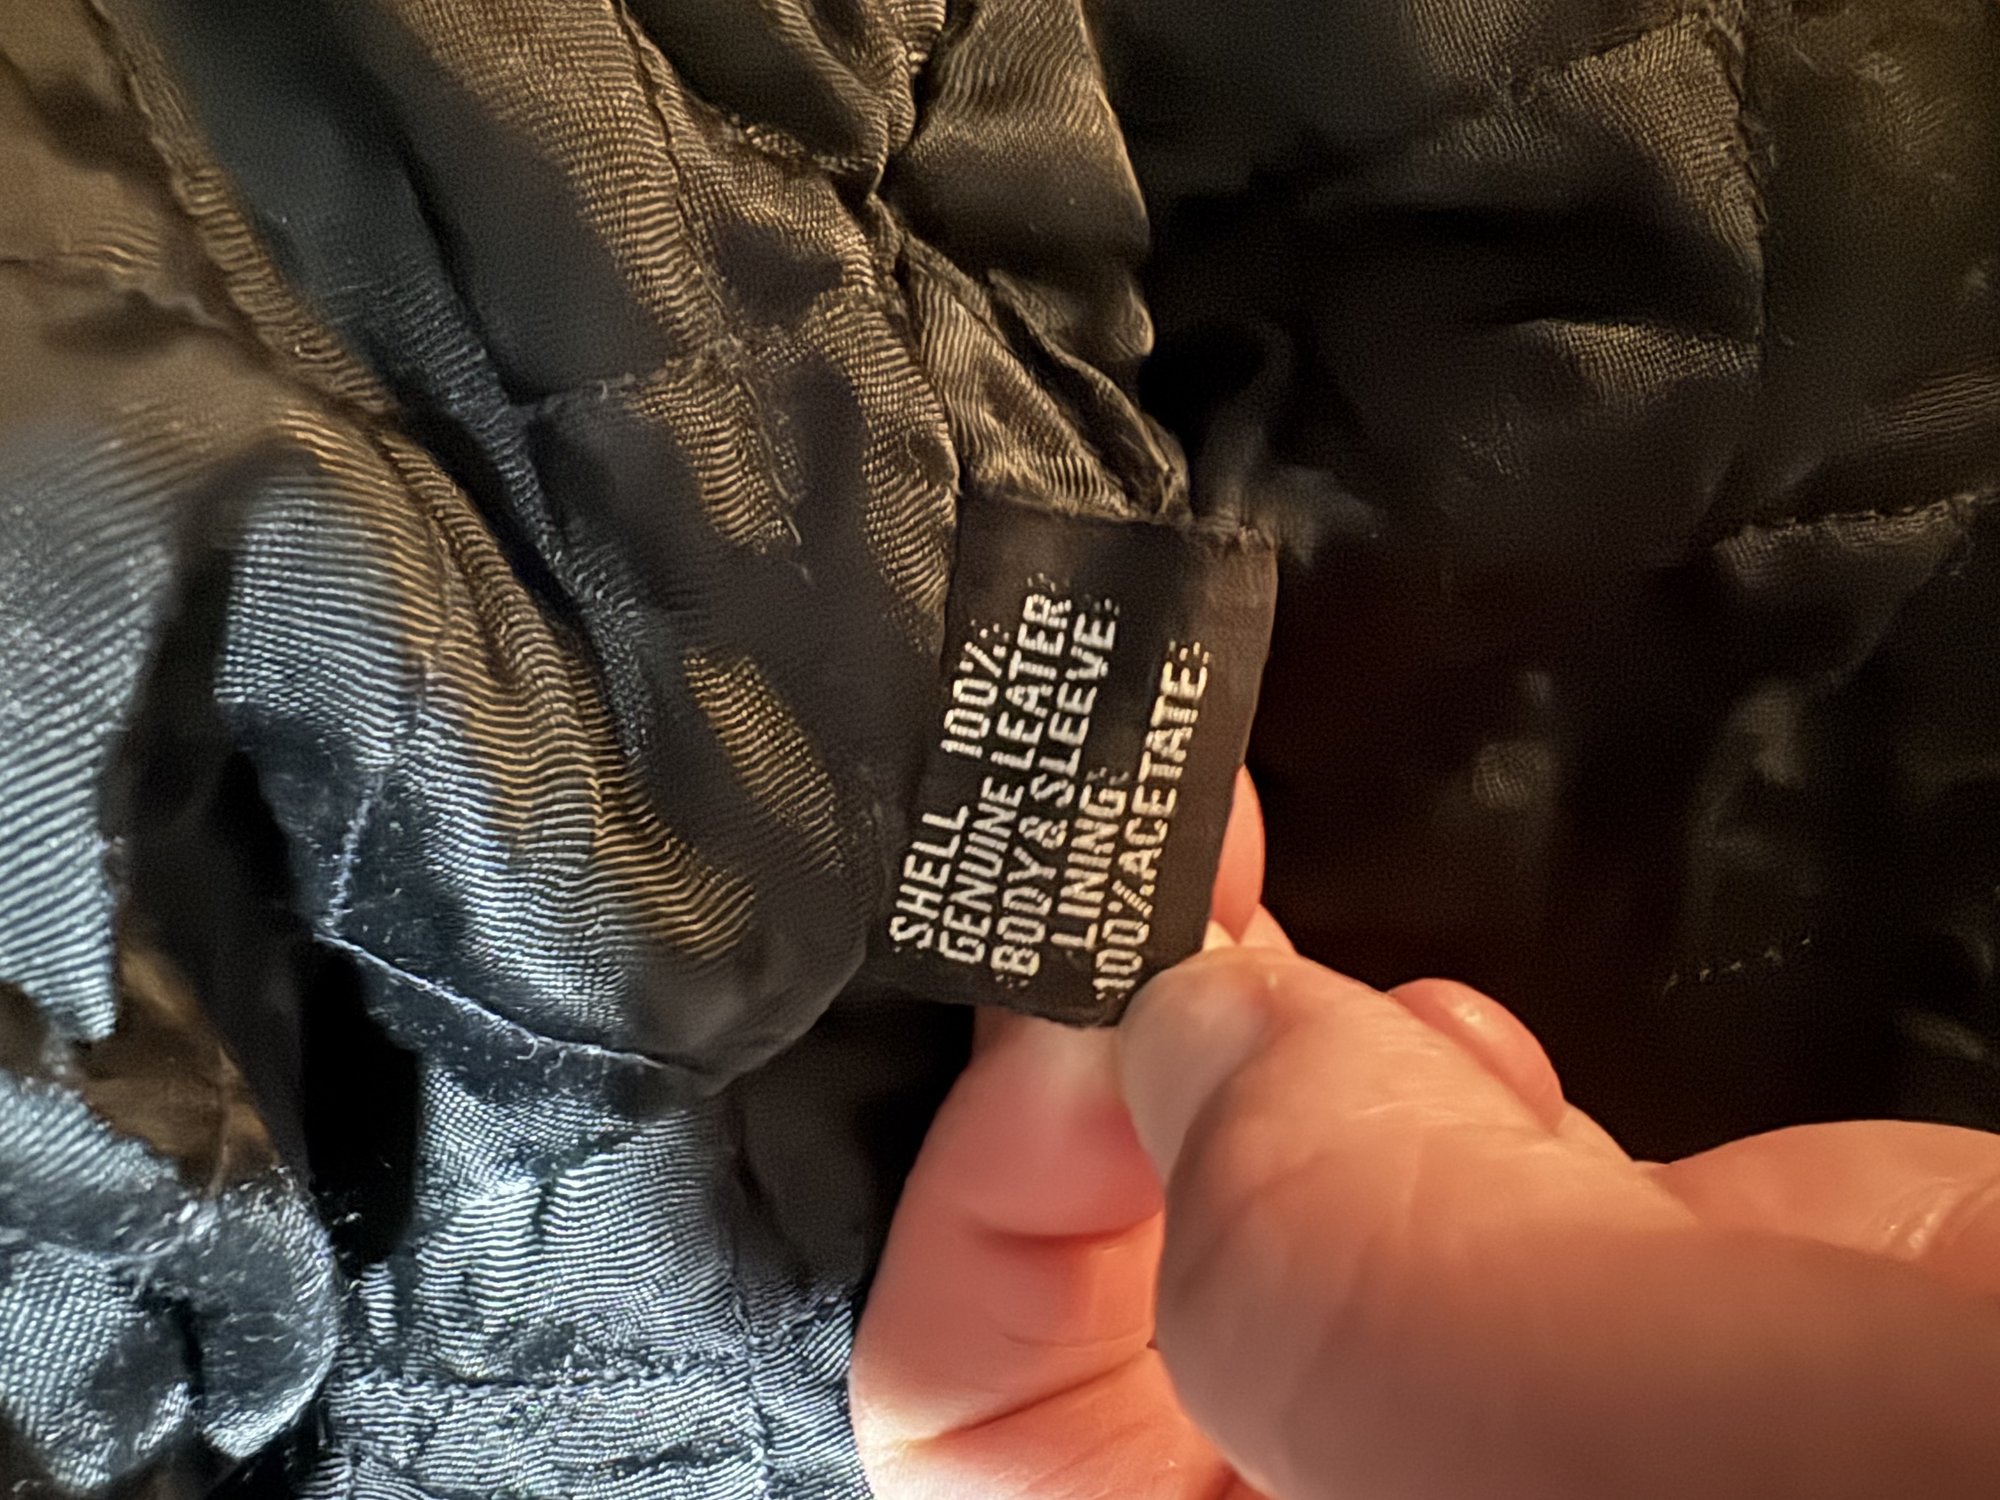 SHELL 100%
GENUINE LEATER
BODY & SLEEVE
LINING
100% ACETATE